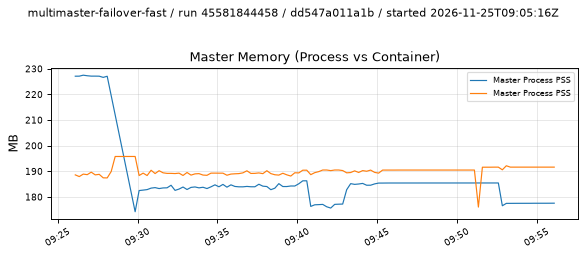 multimaster-failover-fast / run 45581844458 / dd547a011a1b / started 2026-11-25T09:05:16Z
Master Memory (Process vs Container)
Master Process PSS
Master Process PSS
MB
230
220
210
200
190
180
09:25
09:30
09:35
09:40
09:45
09:50
09:55